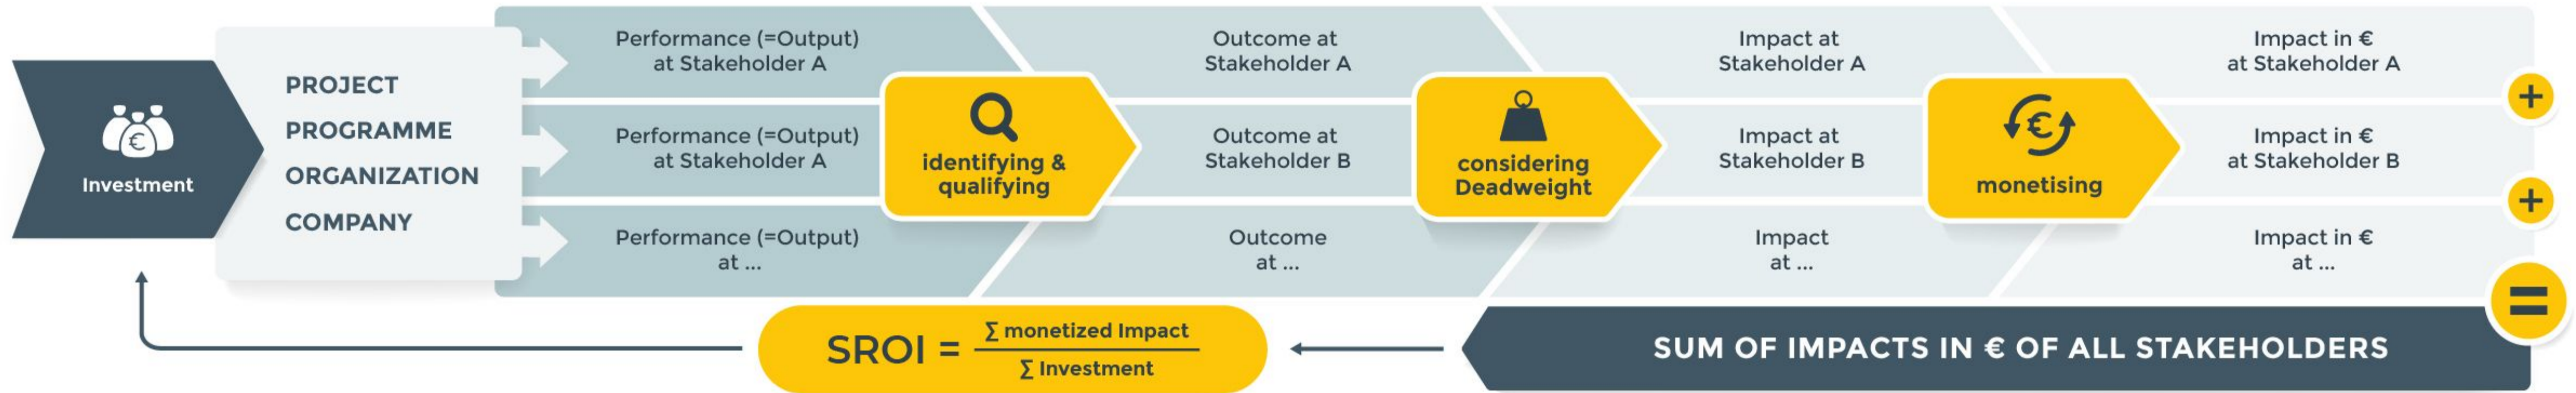 €
Investment
PROJECT
PROGRAMME
ORGANIZATION
COMPANY
Performance (=Output)
at Stakeholder A
Performance (=Output)
at Stakeholder A
Performance (=Output)
at ...
identifying &
qualifying
Outcome at
Stakeholder A
Outcome at
Stakeholder B
Outcome
at ...
considering
Deadweight
Impact at
Stakeholder A
Impact at
Stakeholder B
Impact
at ...
€
monetising
Impact in €
at Stakeholder A
+
Impact in €
at Stakeholder B
+
Impact in €
at ...
=
SUM OF IMPACTS IN € OF ALL STAKEHOLDERS
SROI =
∑ monetized Impact
∑ Investment